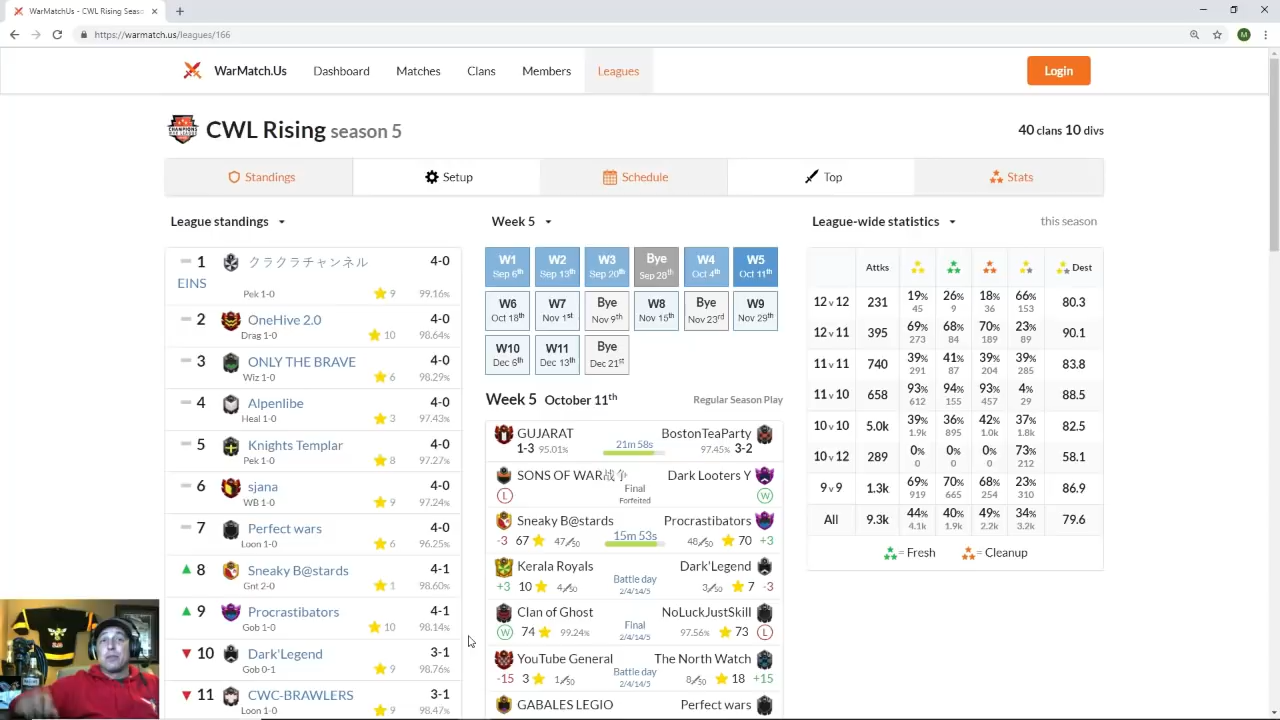 WarMatch.Us - CWL Rising Seaso
https://warmatch.us/leagues/166
M
WarMatch.Us Dashboard Matches Clans Members Leagues Login
CWL Rising season 5
40 clans 10 divs
Standings Setup Schedule Top Stats
League standings
1 クラクラチャンネル 4-0
EINS
Pek 1-0 9 99.16%
2 OneHive 2.0 4-0
Drag 1-0 10 98.64%
3 ONLY THE BRAVE 4-0
Wiz 1-0 6 98.29%
4 Alpenlibe 4-0
Heal 1-0 3 97.43%
5 Knights Templar 4-0
Pek 1-0 8 97.27%
6 sjana 4-0
WB 1-0 9 97.24%
7 Perfect wars 4-0
Loon 1-0 6 96.25%
8 Sneaky B@stards 4-1
Gnt 2-0 1 98.60%
9 Procrastibators 4-1
Gob 1-0 10 98.14%
10 Dark'Legend 3-1
Gob 0-1 9 98.76%
11 CWC-BRAWLERS 3-1
Loon 1-0 9 98.47%
Week 5
W1 W2 W3 Bye W4 W5
Sep 6th Sep 13th Sep 20th Sep 28th Oct 4th Oct 11th
W6 W7 Bye W8 Bye W9
Oct 18th Nov 1st Nov 9th Nov 15th Nov 23rd Nov 29th
W10 W11 Bye
Dec 6th Dec 13th Dec 21st
Week 5 October 11th Regular Season Play
GUJARAT 21m 58s BostonTeaParty
1-3 95.01% 97.45% 3-2
SONS OF WAR战争 Final Dark Looters Y
L Forfeited W
Sneaky B@stards 15m 53s Procrastibators
-3 67 47/50 48/50 70 +3
Kerala Royals Battle day Dark'Legend
+3 10 4/50 2/4/14/5 3/50 7 -3
Clan of Ghost Final NoLuckJustSkill
W 74 99.24% 2/4/14/5 97.56% 73 L
YouTube General Battle day The North Watch
-15 3 1/50 2/4/14/5 8/50 18 +15
GABALES LEGIO Perfect wars
League-wide statistics this season
Attks Dest
12 v 12 231 19% 26% 18% 66% 80.3
45 9 36 153
12 v 11 395 69% 68% 70% 23% 90.1
273 84 189 89
11 v 11 740 39% 41% 39% 39% 83.8
291 87 204 285
11 v 10 658 93% 94% 93% 4% 88.5
612 155 457 29
10 v 10 5.0k 39% 36% 42% 37% 82.5
1.9k 895 1.0k 1.8k
10 v 12 289 0% 0% 0% 73% 58.1
0 0 0 212
9 v 9 1.3k 69% 70% 68% 23% 86.9
919 665 254 310
All 9.3k 44% 40% 49% 34% 79.6
4.1k 1.9k 2.2k 3.2k
= Fresh = Cleanup